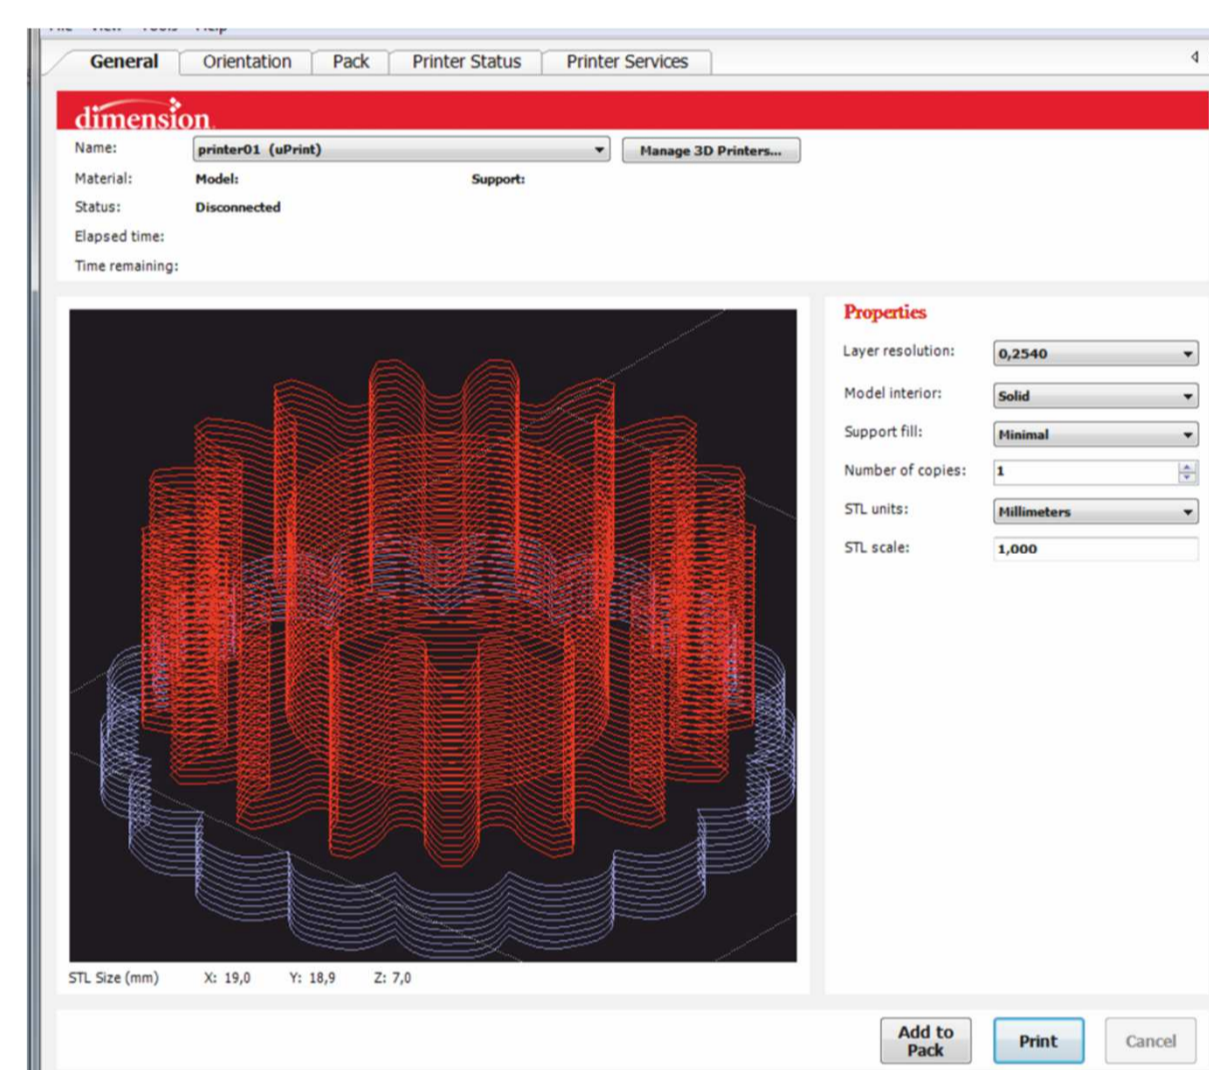 General Orientation Pack Printer Status Printer Services
dimension
Name: printer01 (uPrint) Manage 3D Printers...
Material: Model: Support:
Status: Disconnected
Elapsed time:
Time remaining:
Properties
Layer resolution: 0,2540
Model interior: Solid
Support fill: Minimal
Number of copies: 1
STL units: Millimeters
STL scale: 1,000
STL Size (mm) X: 19,0 Y: 18,9 Z: 7,0
Add to
Pack
Print Cancel